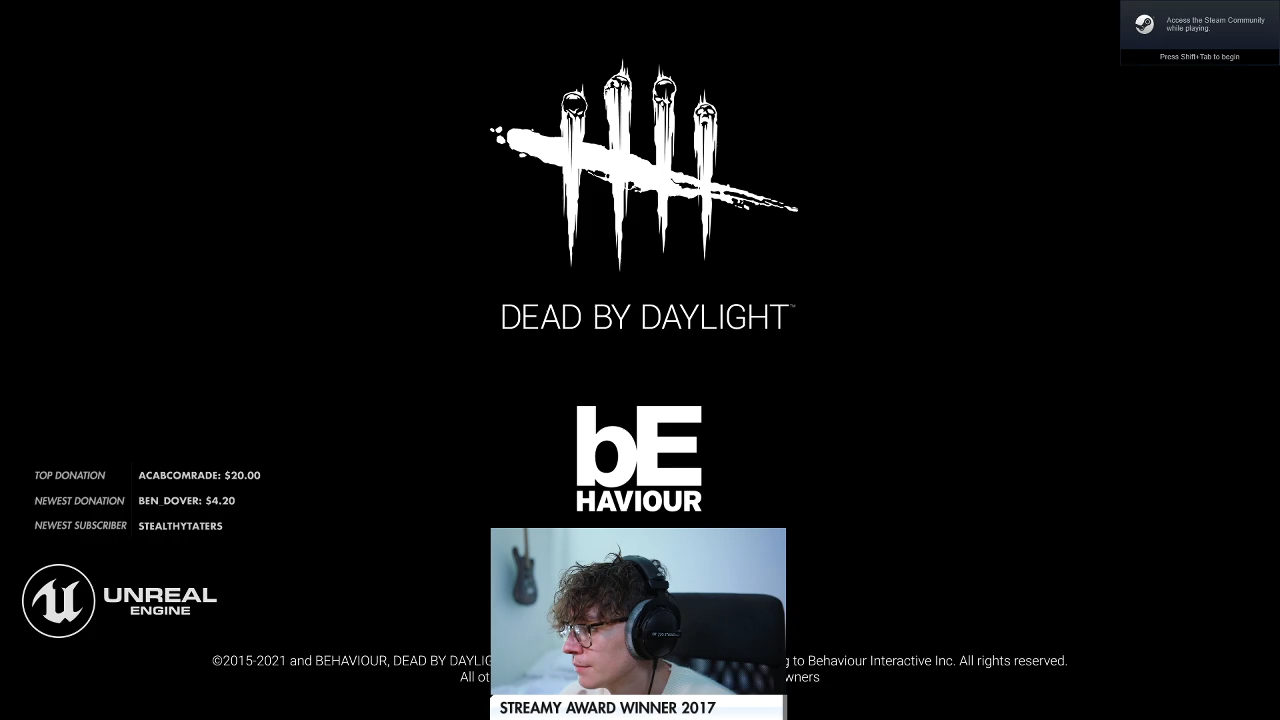 Access the Steam Community
while playing.
Press Shift+Tab to begin
DEAD BY DAYLIGHT™
bE
HAVIOUR
TOP DONATION ACABCOMRADE: $20.00
NEWEST DONATION BEN_DOVER: $4.20
NEWEST SUBSCRIBER STEALTHYTATERS
UNREAL
ENGINE
©2015-2021 and BEHAVIOUR, DEAD BY DAYLIG g to Behaviour Interactive Inc. All rights reserved.
All ot wners
STREAMY AWARD WINNER 2017